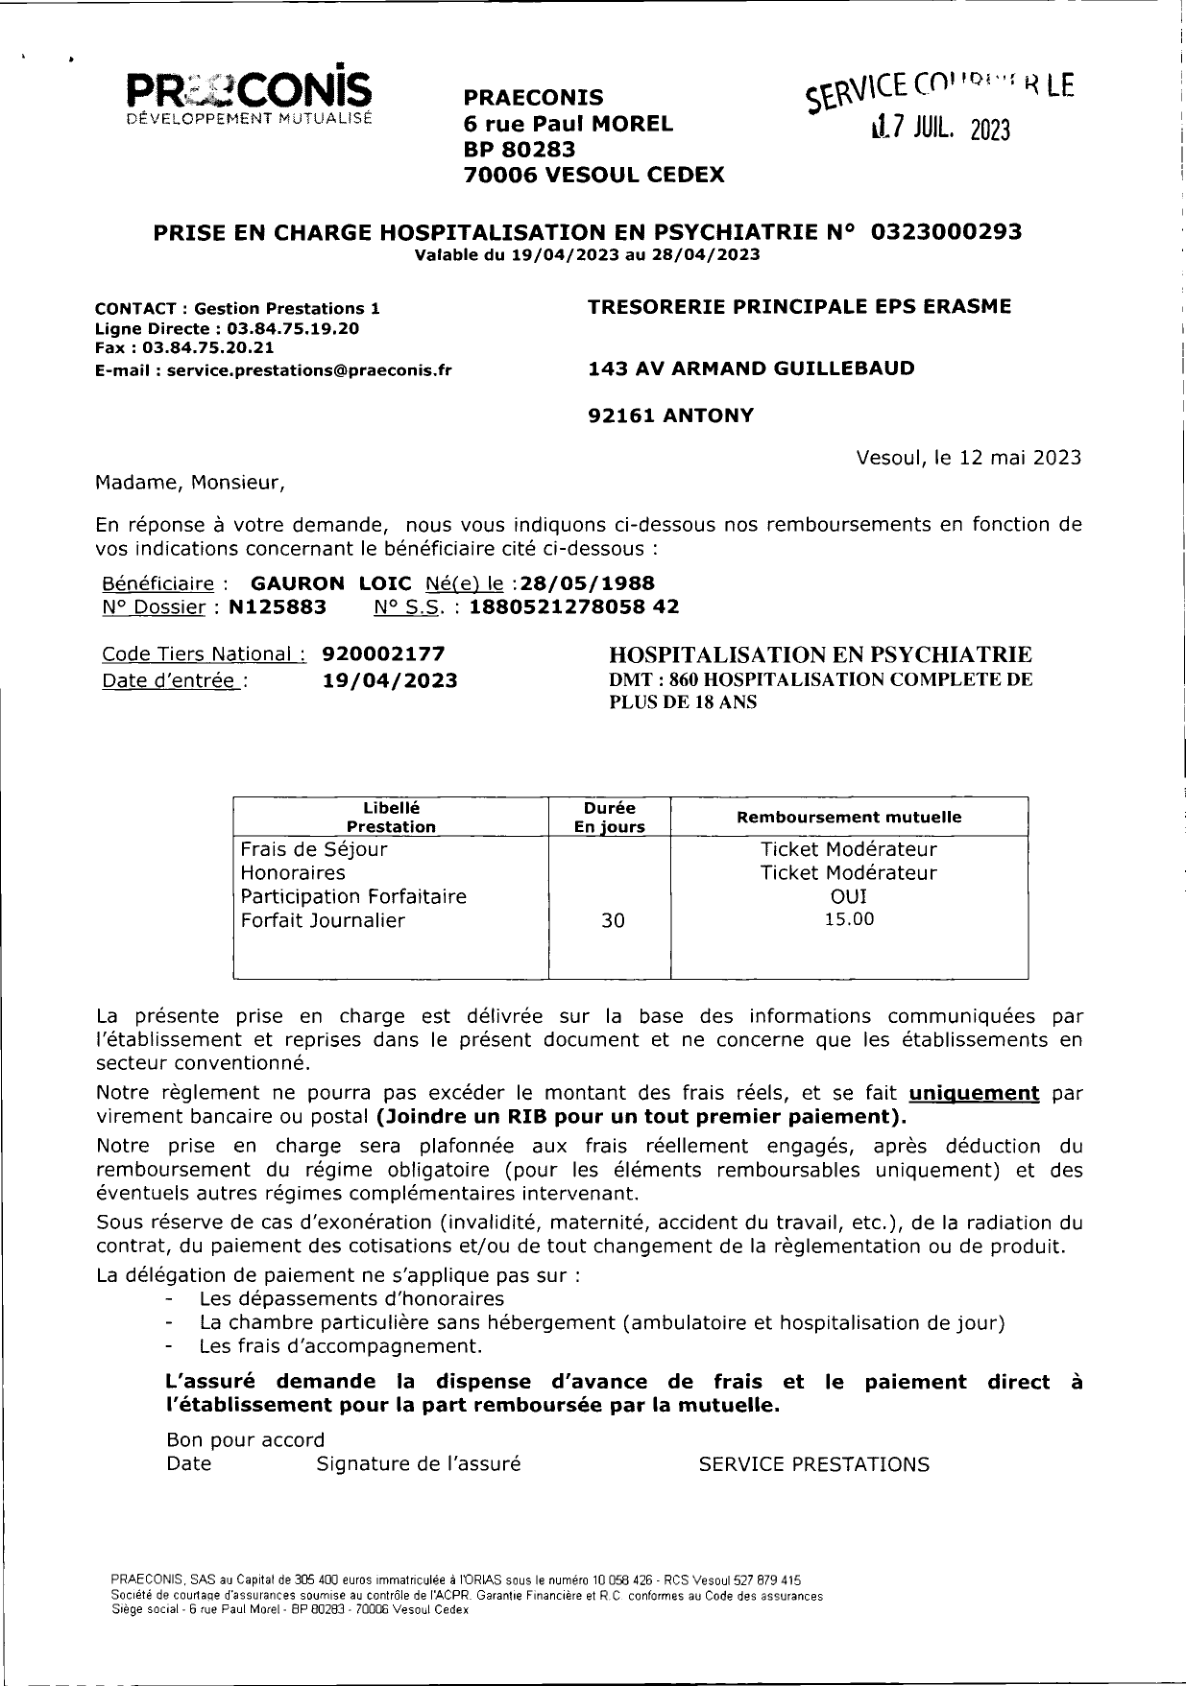 PRAECONIS
DÉVELOPPEMENT MUTUALISÉ
PRAECONIS
6 rue Paul MOREL
BP 80283
70006 VESOUL CEDEX
SERVICE LE
17 JUIL. 2023
PRISE EN CHARGE HOSPITALISATION EN PSYCHIATRIE N° 0323000293
Valable du 19/04/2023 au 28/04/2023
CONTACT : Gestion Prestations 1
Ligne Directe : 03.84.75.19.20
Fax : 03.84.75.20.21
E-mail : service.prestations@praeconis.fr
TRESORERIE PRINCIPALE EPS ERASME
143 AV ARMAND GUILLEBAUD
92161 ANTONY
Vesoul, le 12 mai 2023
Madame, Monsieur,
En réponse à votre demande, nous vous indiquons ci-dessous nos remboursements en fonction de
vos indications concernant le bénéficiaire cité ci-dessous :
Bénéficiaire : GAURON LOIC Né(e) le :28/05/1988
N° Dossier : N125883 N° S.S. : 1880521278058 42
Code Tiers National : 920002177
Date d'entrée : 19/04/2023
HOSPITALISATION EN PSYCHIATRIE
DMT : 860 HOSPITALISATION COMPLETE DE
PLUS DE 18 ANS
Libellé Prestation | Durée En jours | Remboursement mutuelle
Frais de Séjour | | Ticket Modérateur
Honoraires | | Ticket Modérateur
Participation Forfaitaire | | OUI
Forfait Journalier | 30 | 15.00
La présente prise en charge est délivrée sur la base des informations communiquées par
l'établissement et reprises dans le présent document et ne concerne que les établissements en
secteur conventionné.
Notre règlement ne pourra pas excéder le montant des frais réels, et se fait uniquement par
virement bancaire ou postal (Joindre un RIB pour un tout premier paiement).
Notre prise en charge sera plafonnée aux frais réellement engagés, après déduction du
remboursement du régime obligatoire (pour les éléments remboursables uniquement) et des
éventuels autres régimes complémentaires intervenant.
Sous réserve de cas d'exonération (invalidité, maternité, accident du travail, etc.), de la radiation du
contrat, du paiement des cotisations et/ou de tout changement de la règlementation ou de produit.
La délégation de paiement ne s'applique pas sur :
- Les dépassements d'honoraires
- La chambre particulière sans hébergement (ambulatoire et hospitalisation de jour)
- Les frais d'accompagnement.
L'assuré demande la dispense d'avance de frais et le paiement direct à
l'établissement pour la part remboursée par la mutuelle.
Bon pour accord
Date Signature de l'assuré SERVICE PRESTATIONS
PRAECONIS, SAS au Capital de 305 400 euros immatriculée à l'ORIAS sous le numéro 10 058 426 - RCS Vesoul 527 879 415
Société de courtage d'assurances soumise au contrôle de l'ACPR. Garantie Financière et R.C conformes au Code des assurances
Siège social - 6 rue Paul Morel - BP 80283 - 70006 Vesoul Cedex